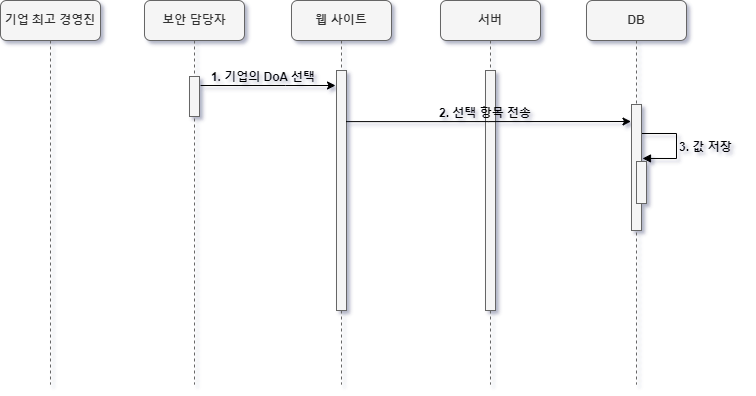 기업 최고 경영진
보안 담당자
웹 사이트
서버
DB
1. 기업의 DoA 선택
2. 선택 항목 전송
3. 값 저장